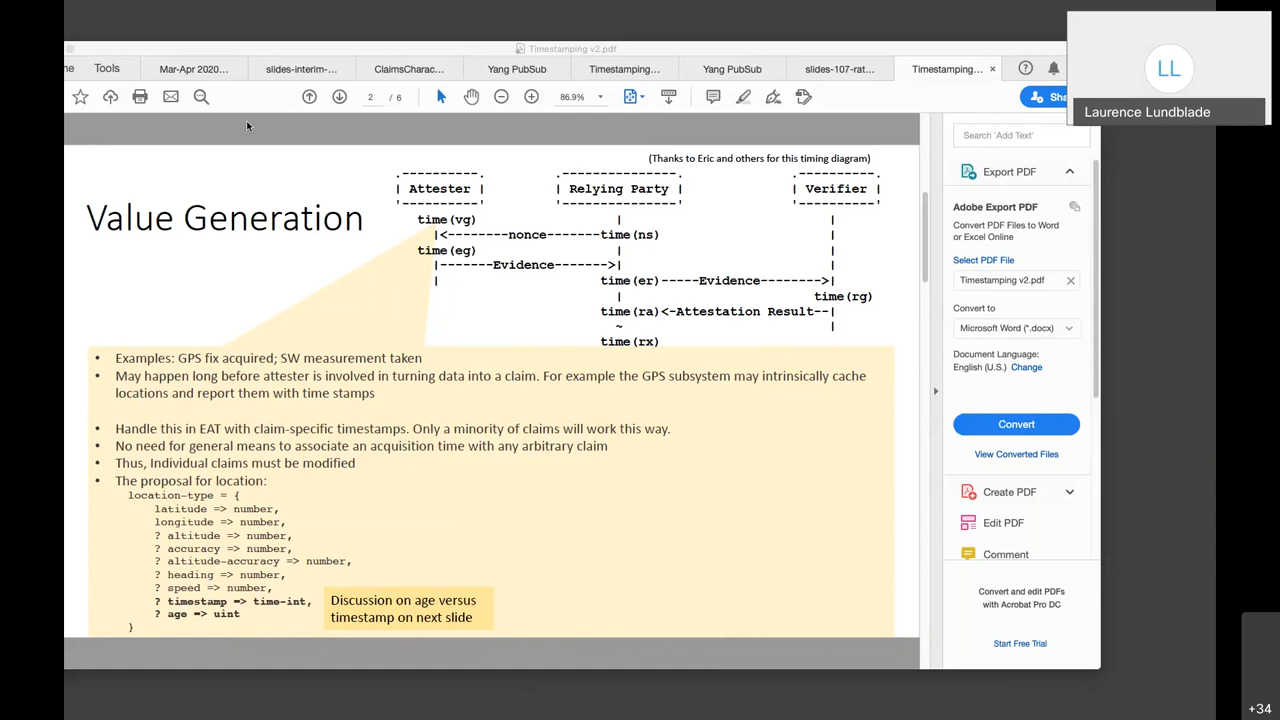 Timestamping v2.pdf
LL
Laurence Lundblade
me
Tools
Mar-Apr 2020...
slides-interim-...
ClaimsCharac...
Yang PubSub
Timestamping...
Yang PubSub
slides-107-rat...
Timestamping... ×
2 / 6
86.9%
Sha
(Thanks to Eric and others for this timing diagram)
Value Generation
.----------.          .---------------.          .----------.
| Attester |          | Relying Party |          | Verifier |
'----------'          '---------------'          '----------'
time(vg)          |          |
|<--------nonce------time(ns)          |
time(eg)          |          |
|-------Evidence------->|          |
|          time(er)-----Evidence-------->|
|          time(rg)
time(ra)<-Attestation Result--|
~          |
time(rx)
• Examples: GPS fix acquired; SW measurement taken
• May happen long before attester is involved in turning data into a claim. For example the GPS subsystem may intrinsically cache
locations and report them with time stamps
• Handle this in EAT with claim-specific timestamps. Only a minority of claims will work this way.
• No need for general means to associate an acquisition time with any arbitrary claim
• Thus, Individual claims must be modified
• The proposal for location:
location-type = {
latitude => number,
longitude => number,
? altitude => number,
? accuracy => number,
? altitude-accuracy => number,
? heading => number,
? speed => number,
? timestamp => time-int,
? age => uint
}
Discussion on age versus
timestamp on next slide
Search 'Add Text'
Export PDF
Adobe Export PDF
Convert PDF Files to Word
or Excel Online
Select PDF File
Timestamping v2.pdf
Convert to
Microsoft Word (*.docx)
Document Language:
English (U.S.) Change
Convert
View Converted Files
Create PDF
Edit PDF
Comment
Convert and edit PDFs
with Acrobat Pro DC
Start Free Trial
+34